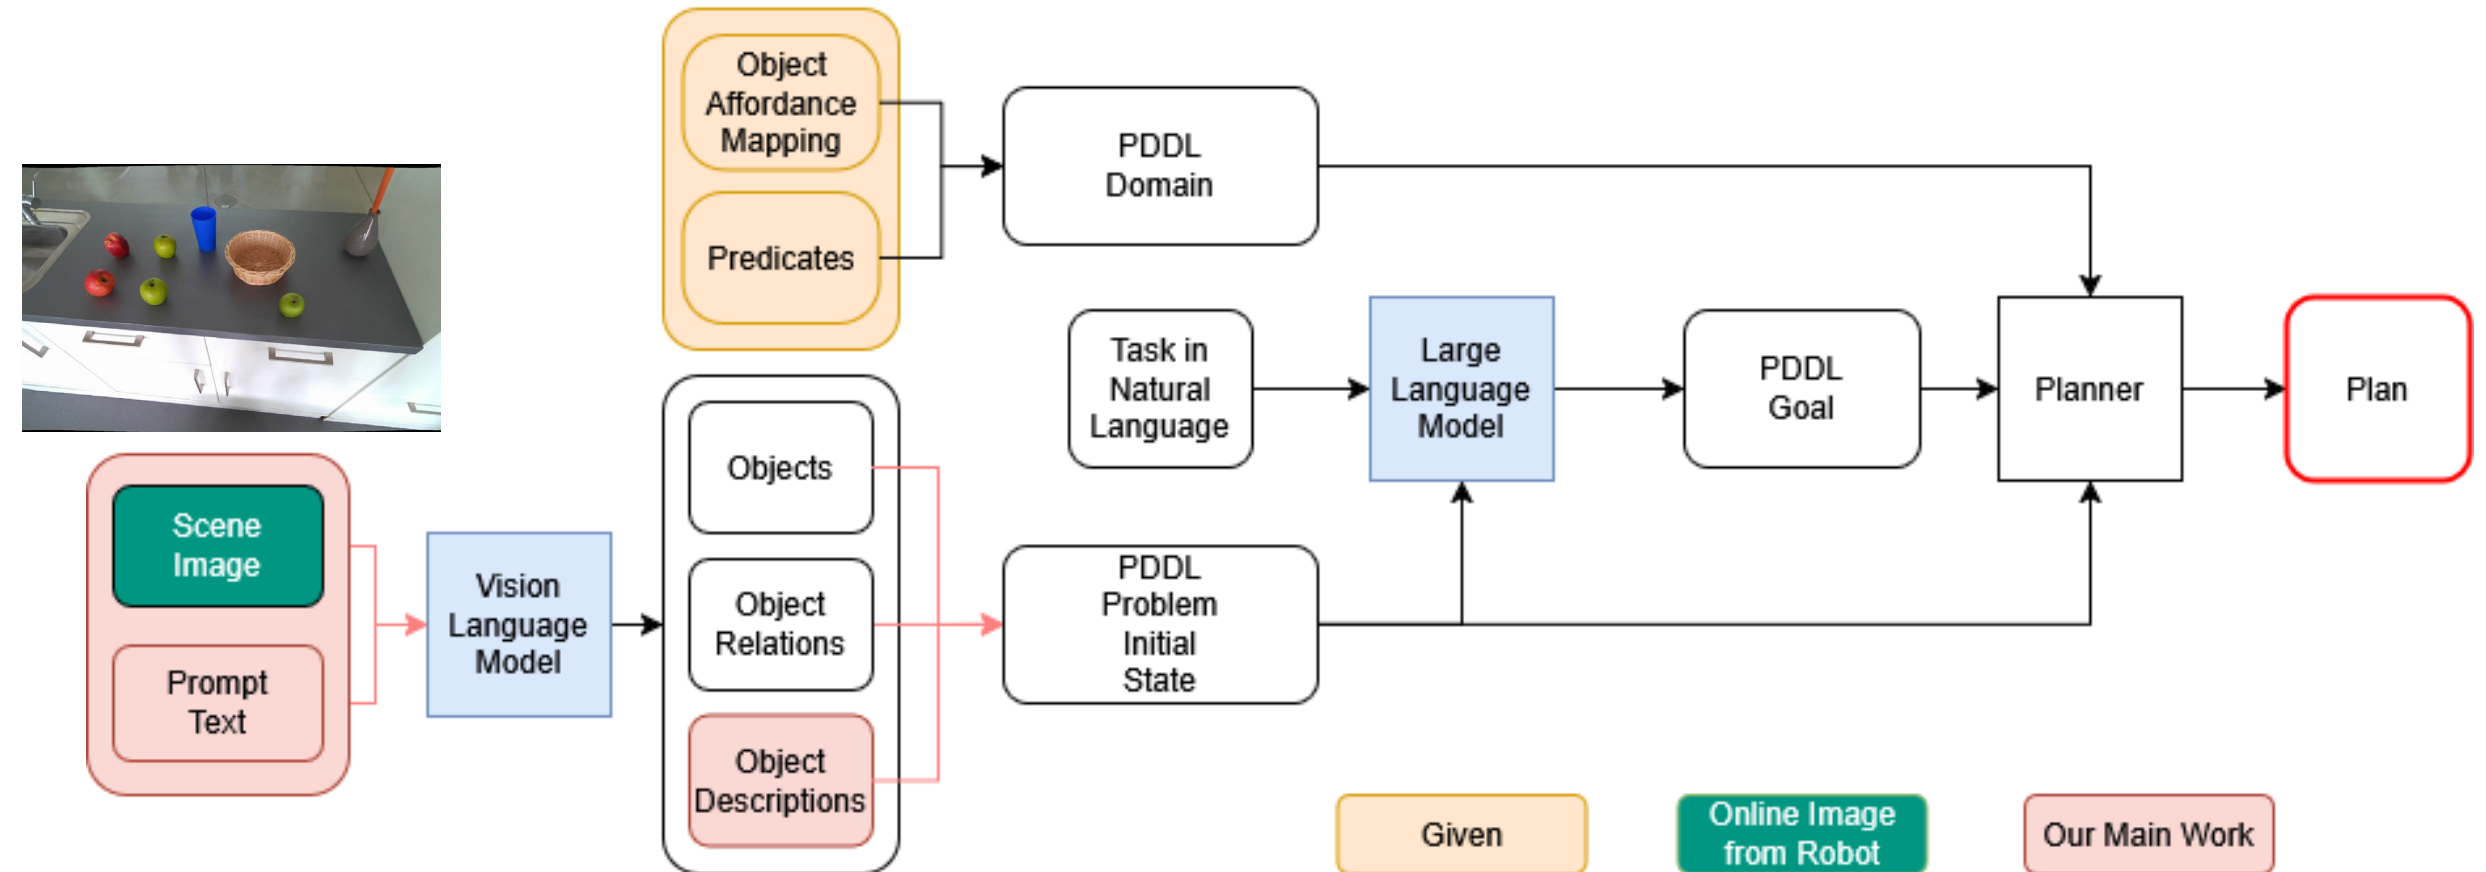 Object
Affordance
Mapping
Predicates
PDDL
Domain
Task in
Natural
Language
Large
Language
Model
PDDL
Goal
Planner
Plan
Scene
Image
Prompt
Text
Vision
Language
Model
Objects
Object
Relations
Object
Descriptions
PDDL
Problem
Initial
State
Given
Online Image
from Robot
Our Main Work